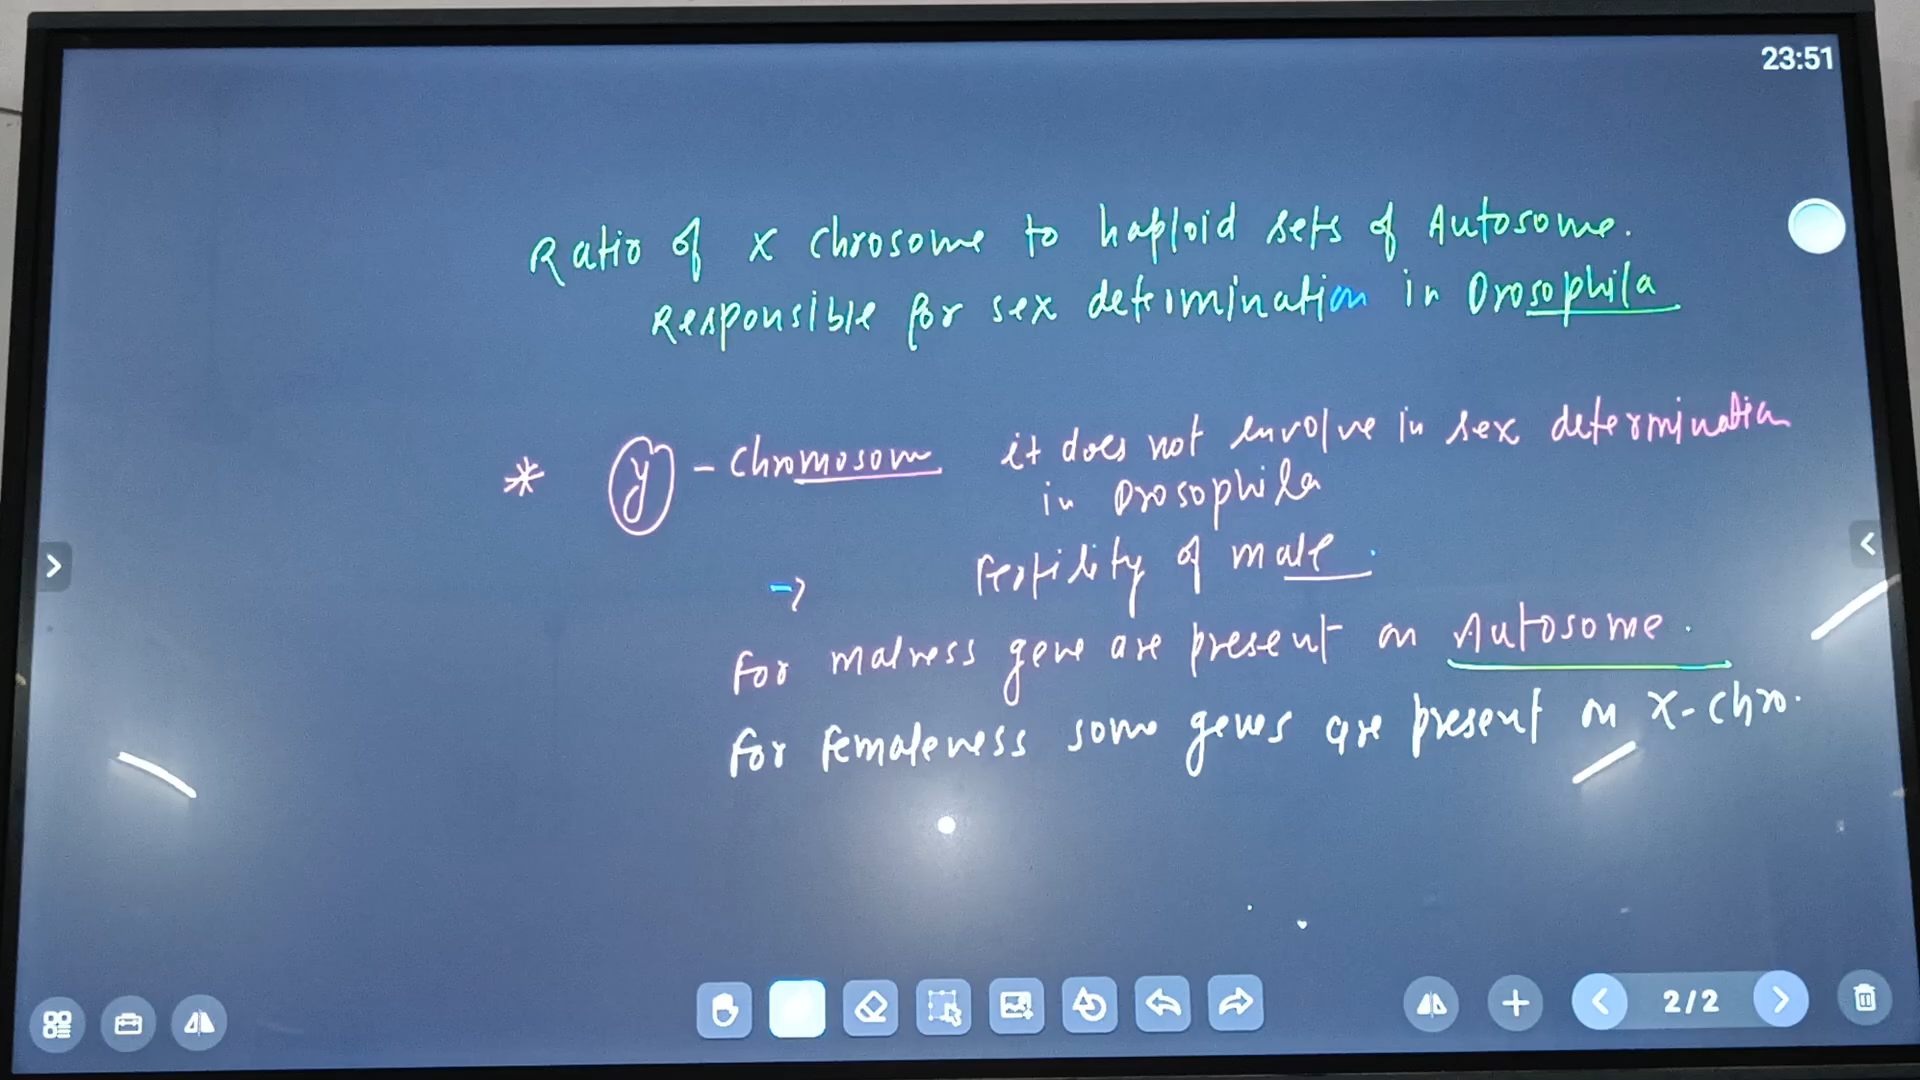 23:51
Ratio of x chrosome to haploid sets of Autosome.
Responsible for sex determination in Drosophila
* y - chromosom it does not involve in sex determination
in Drosophila
→ Fertility of male.
For malness gene are present on Autosome.
For femaleness some genes are present on X-chro.
2/2